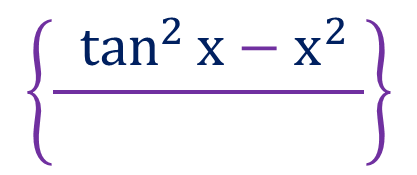 {tan² x − x²}